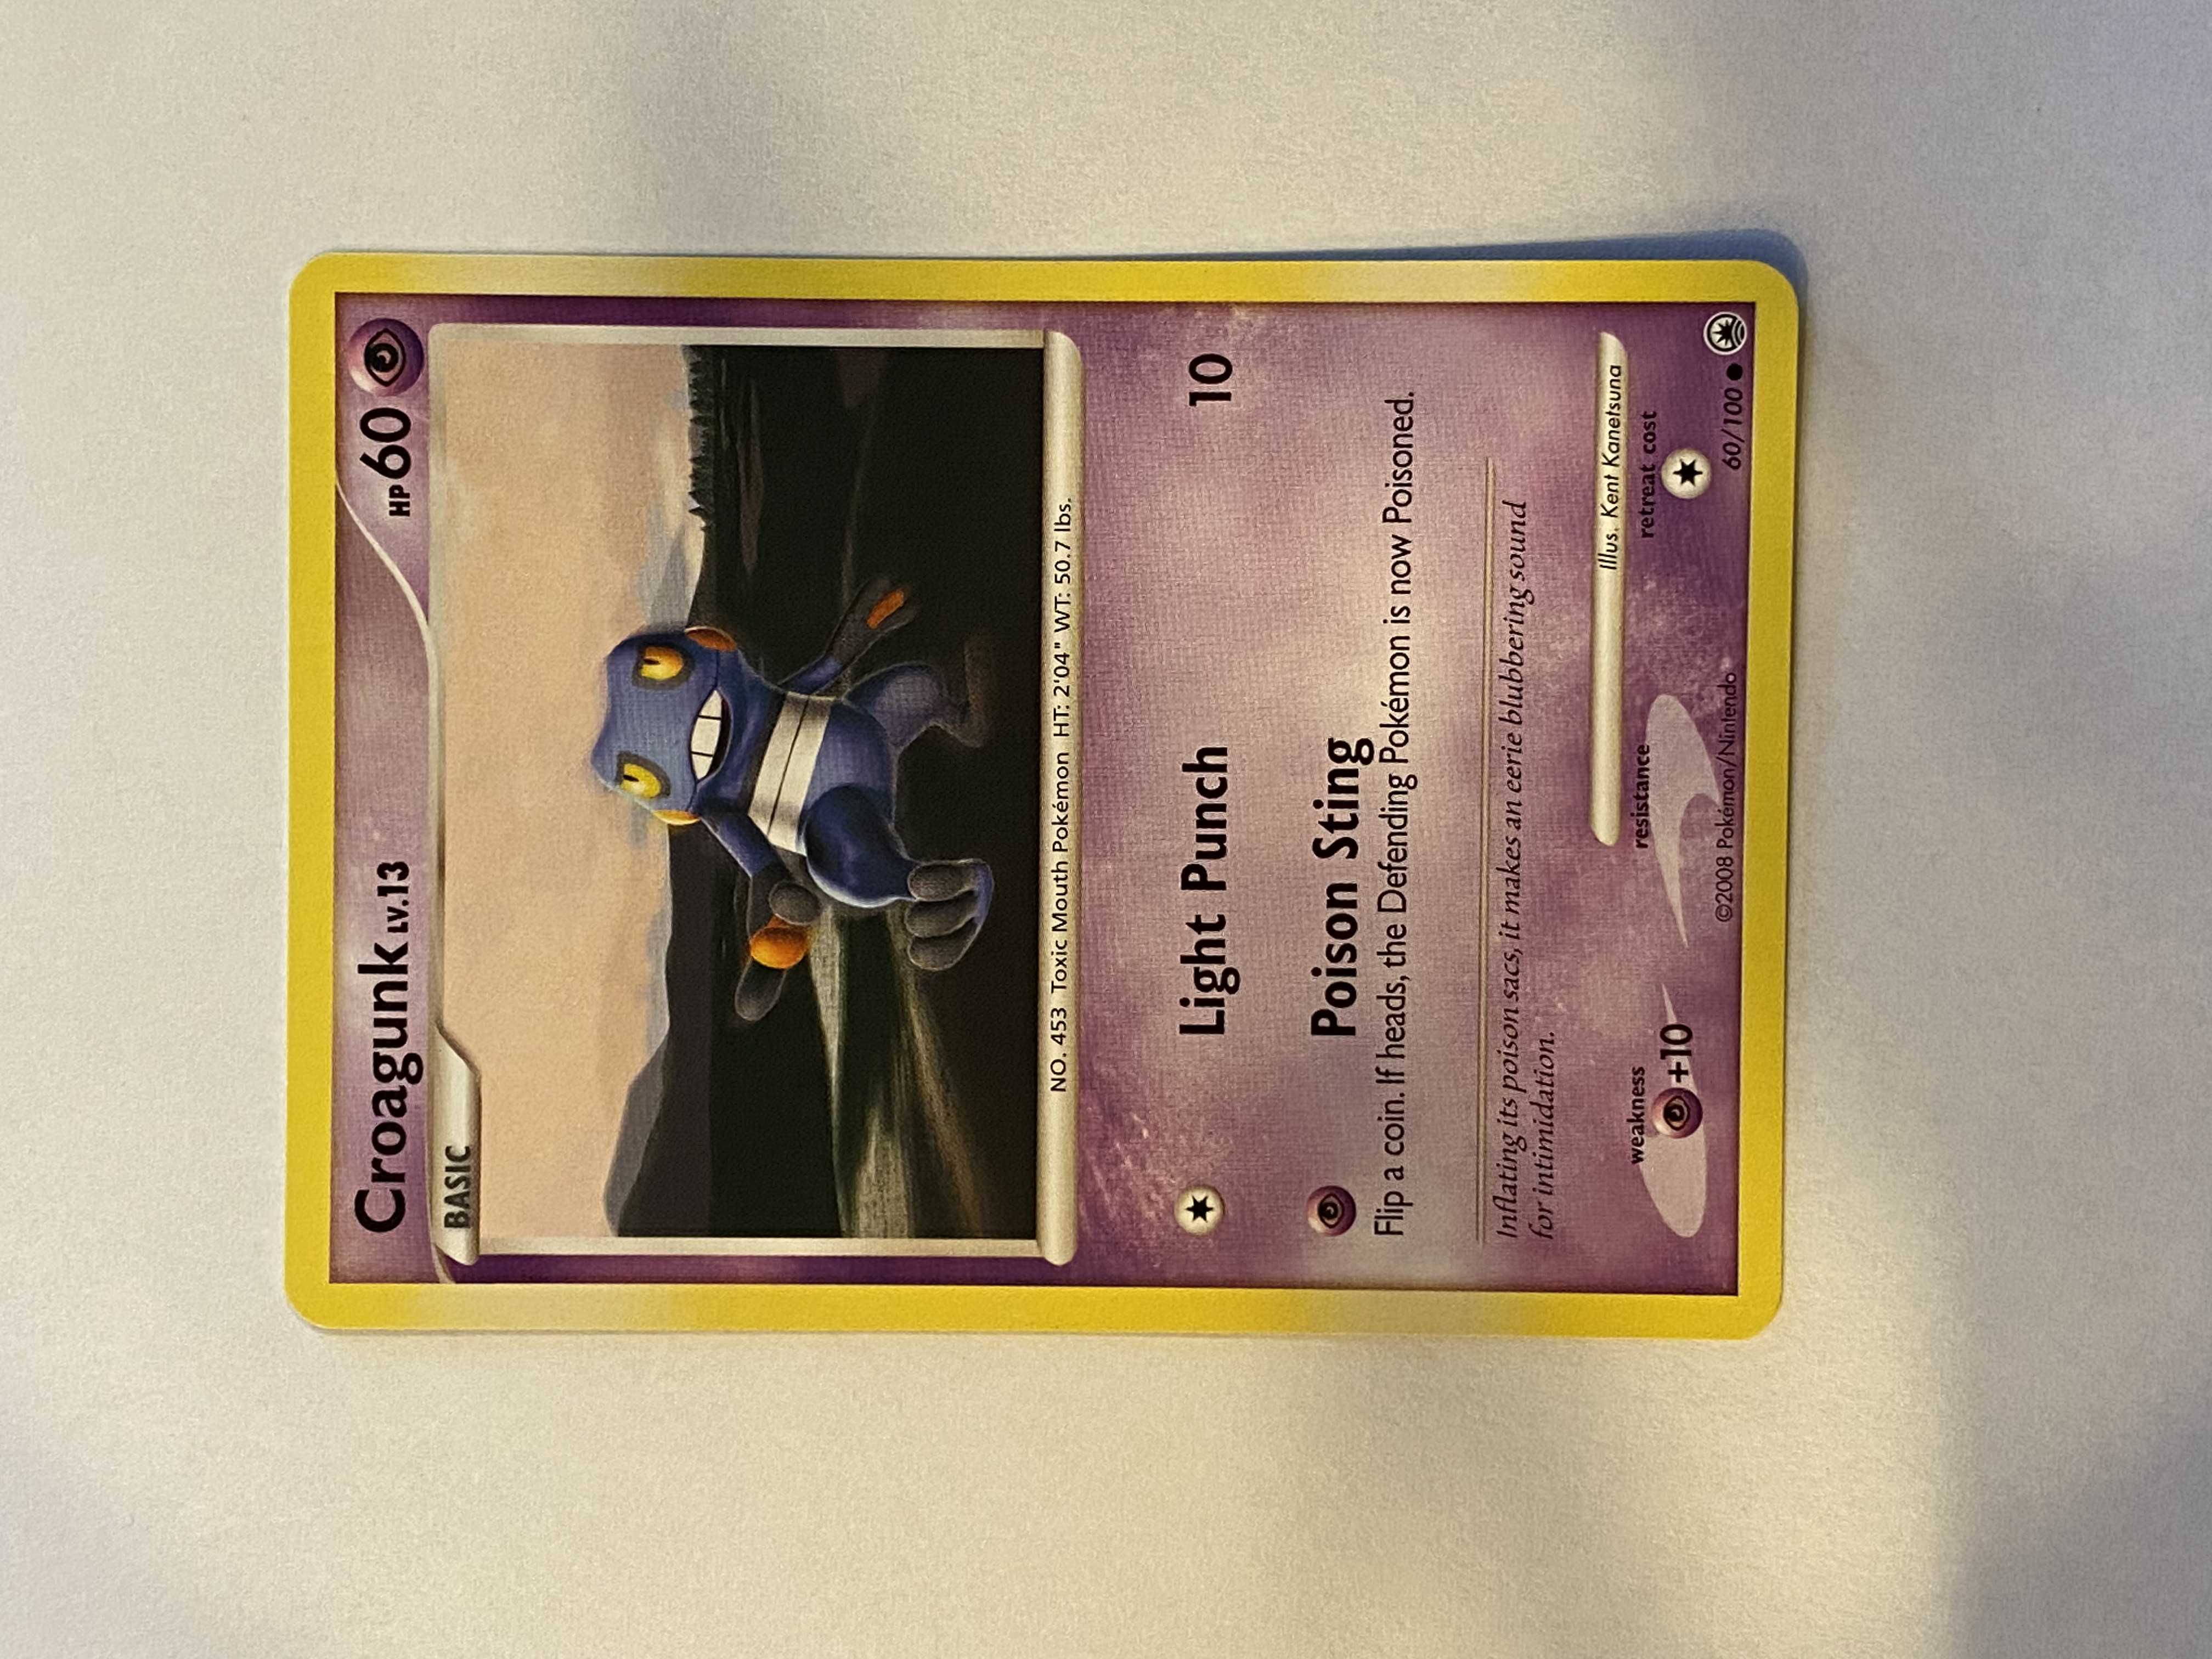 Croagunk LV.13 HP 60
BASIC
NO. 453 Toxic Mouth Pokémon HT: 2'04" WT: 50.7 lbs.
Light Punch 10
Poison Sting
Flip a coin. If heads, the Defending Pokémon is now Poisoned.
Inflating its poison sacs, it makes an eerie blubbering sound
for intimidation.
Illus. Kent Kanetsuna
weakness resistance retreat cost
+10
©2008 Pokémon/Nintendo 60/100